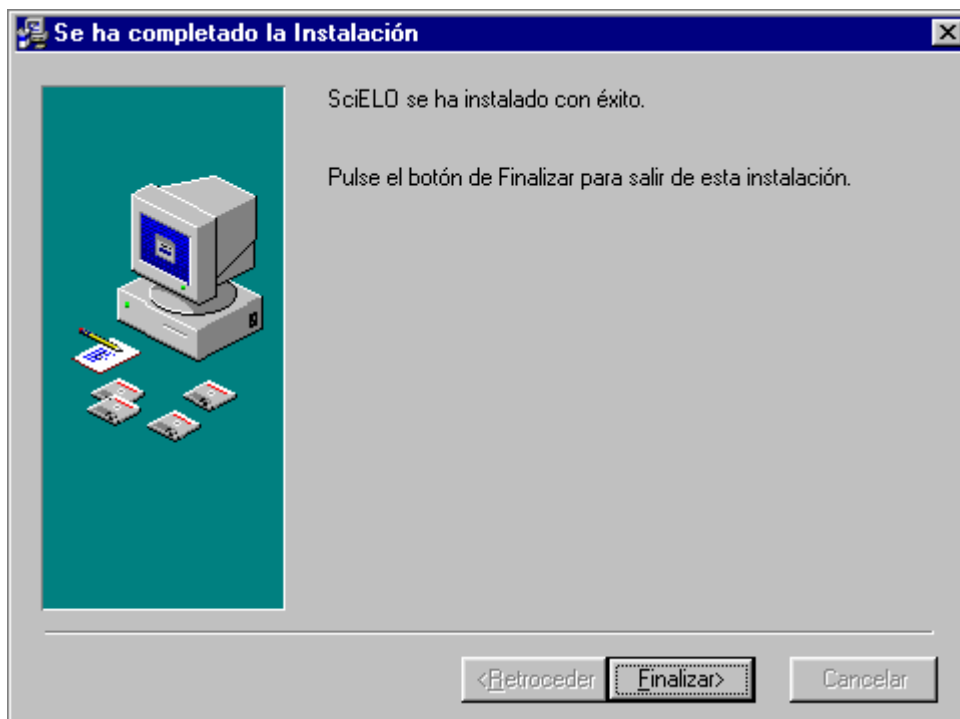 Se ha completado la Instalación
SciELO se ha instalado con éxito.
Pulse el botón de Finalizar para salir de esta instalación.
<Retroceder
Finalizar>
Cancelar